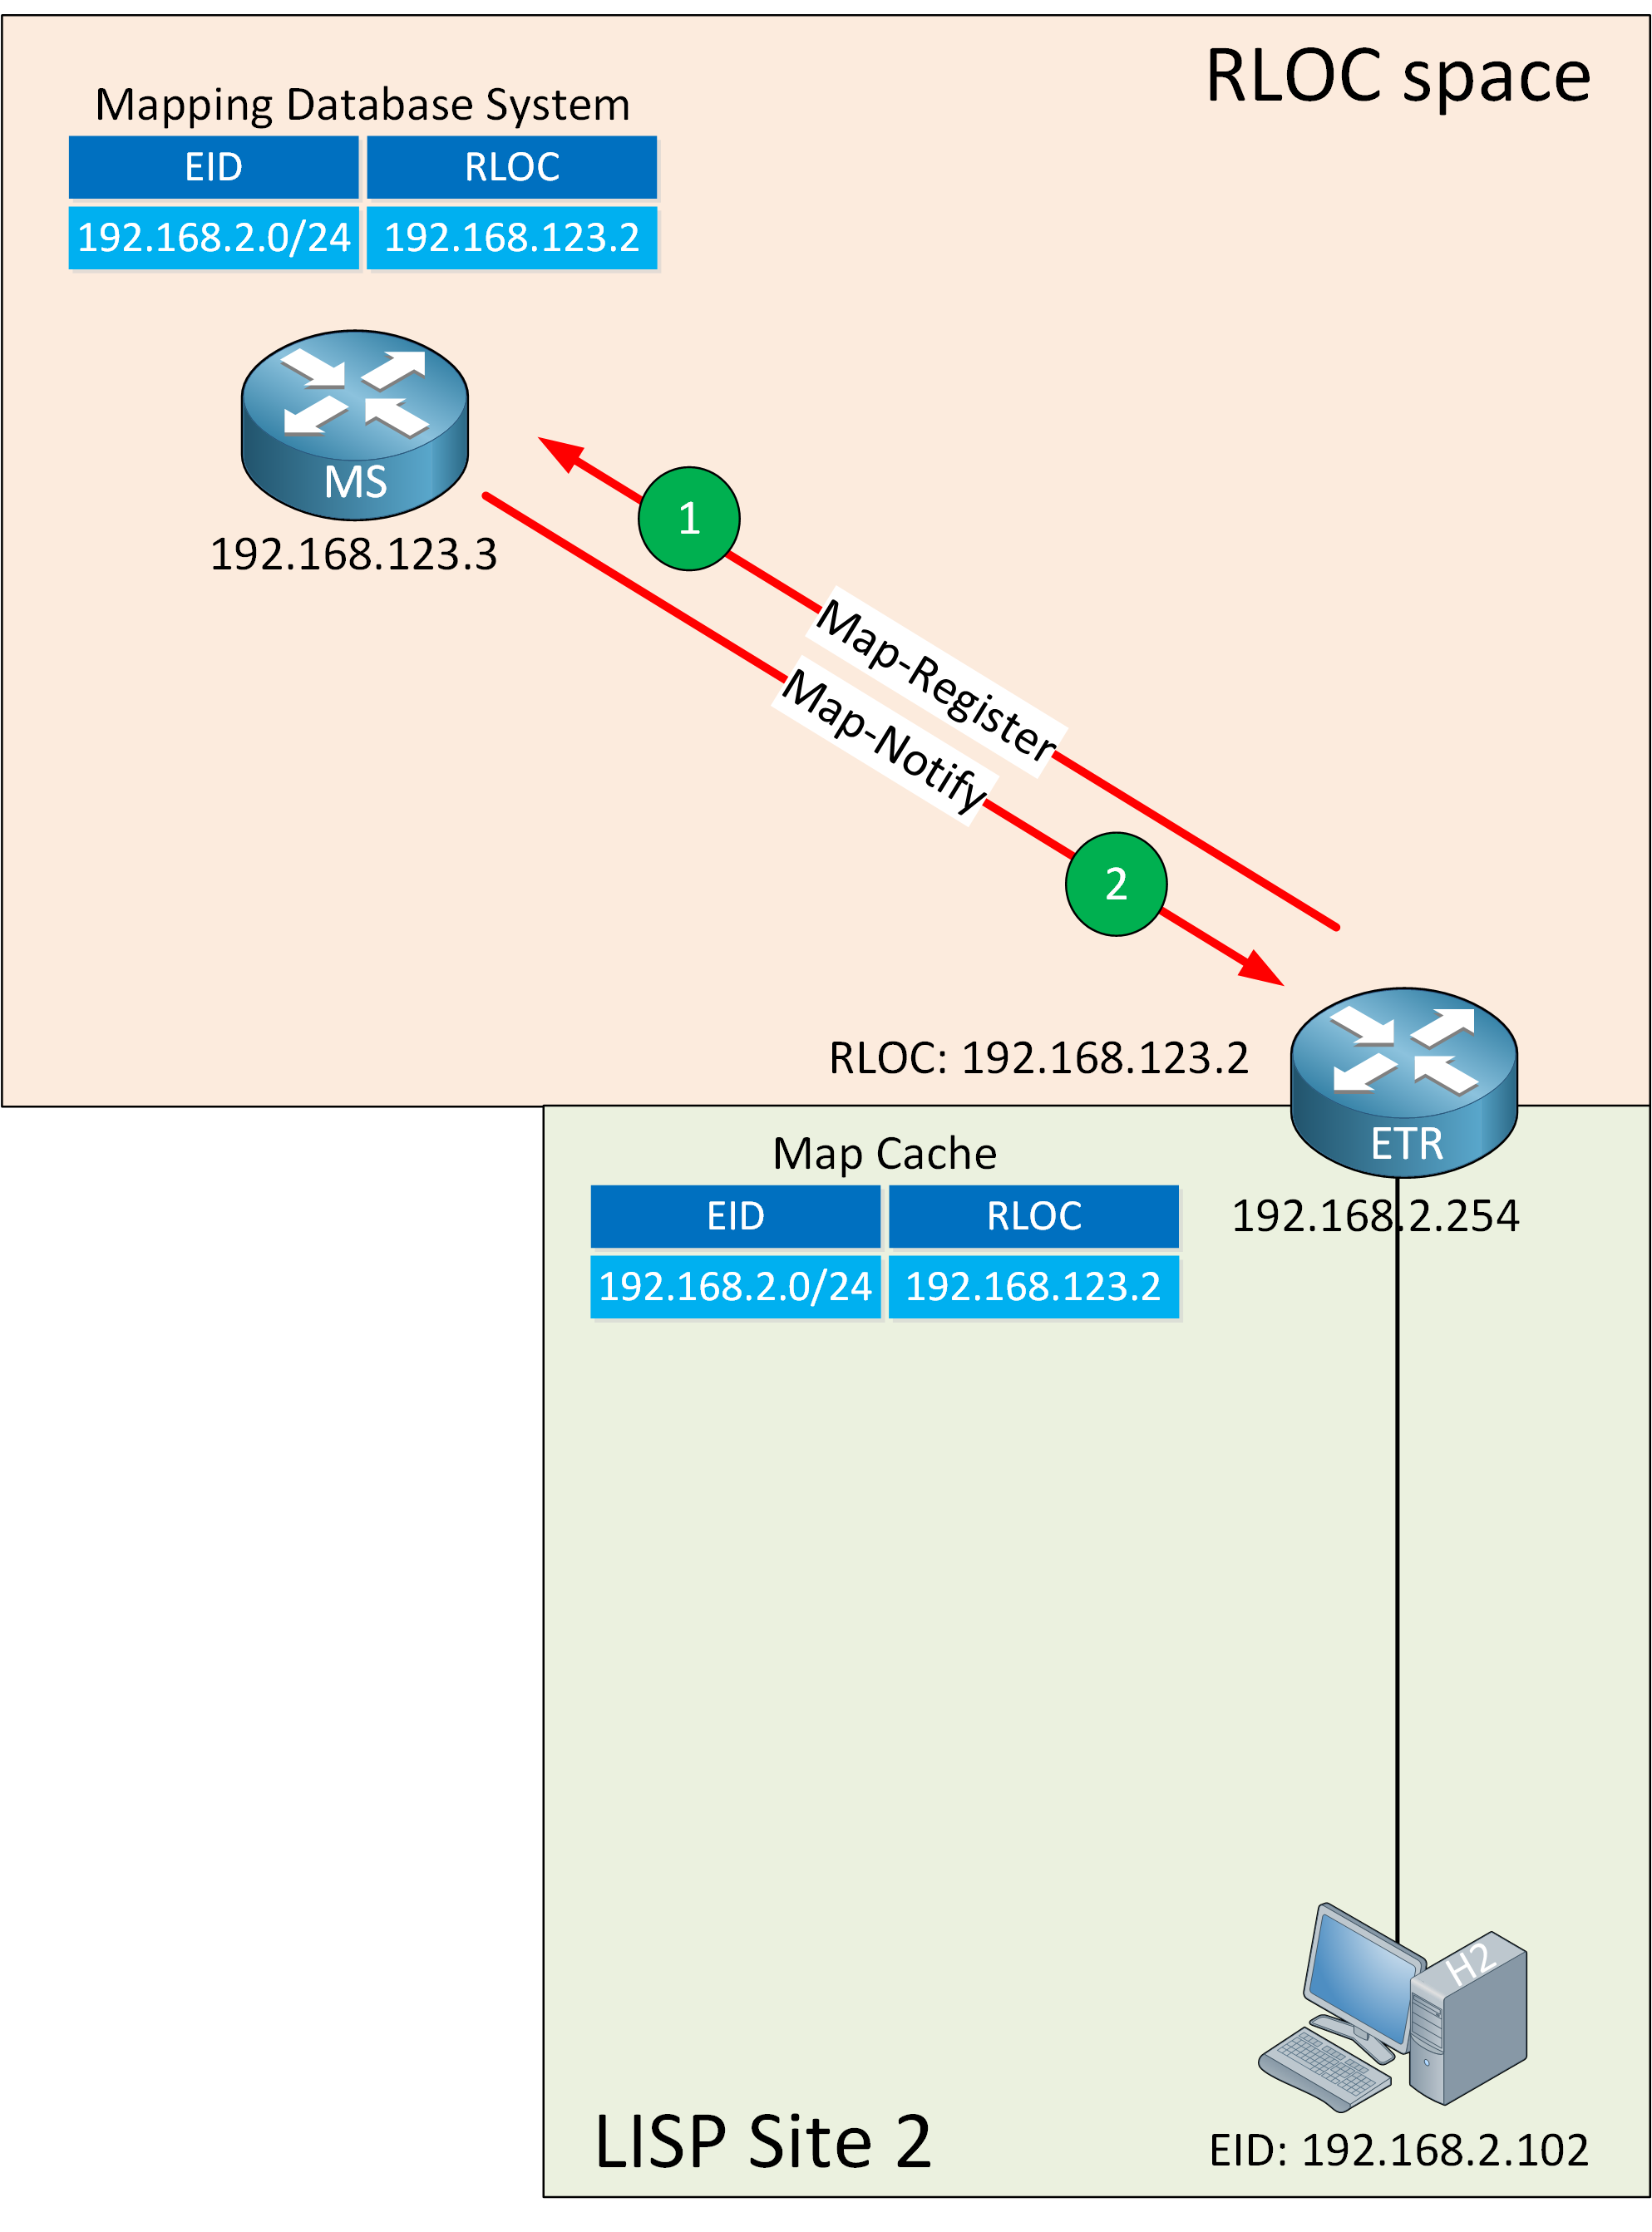 RLOC space
Mapping Database System
EID RLOC
192.168.2.0/24 192.168.123.2
MS
192.168.123.3
1
Map-Register
Map-Notify
2
RLOC: 192.168.123.2
ETR
192.168.2.254
Map Cache
EID RLOC
192.168.2.0/24 192.168.123.2
H2
EID: 192.168.2.102
LISP Site 2